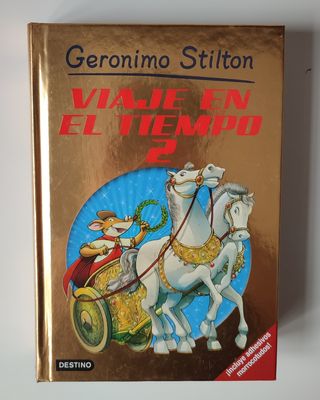 Geronimo Stilton
VIAJE EN
EL TIEMPO
2
DESTINO
¡Incluye adhesivos
morrocotudos!